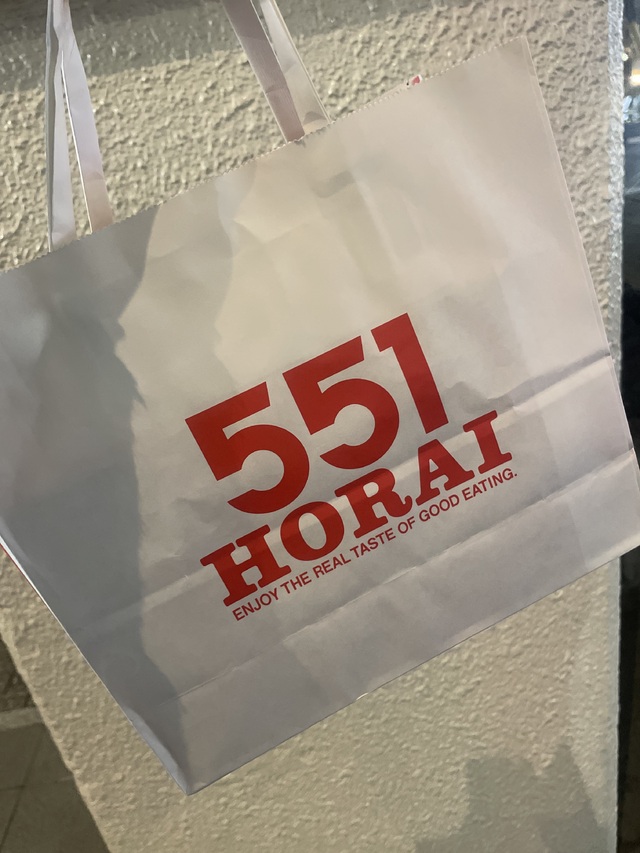 551
HORAI
ENJOY THE REAL TASTE OF GOOD EATING.